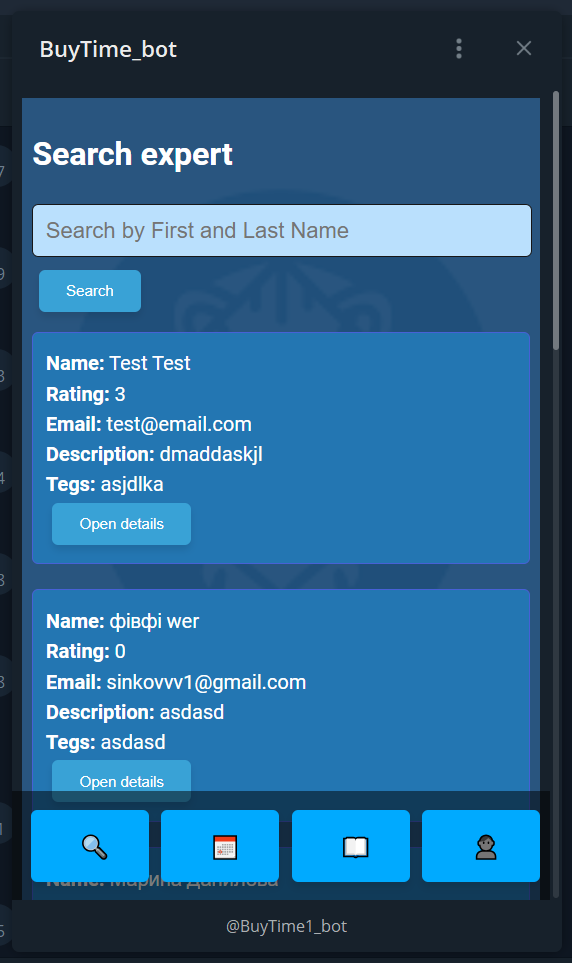 BuyTime_bot
Search expert
Search by First and Last Name
Search
Name: Test Test
Rating: 3
Email: test@email.com
Description: dmaddaskjl
Tegs: asjdlka
Open details
Name: фівфі wer
Rating: 0
Email: sinkovvv1@gmail.com
Description: asdasd
Tegs: asdasd
Open details
Name: Марина Данилова
@BuyTime1_bot